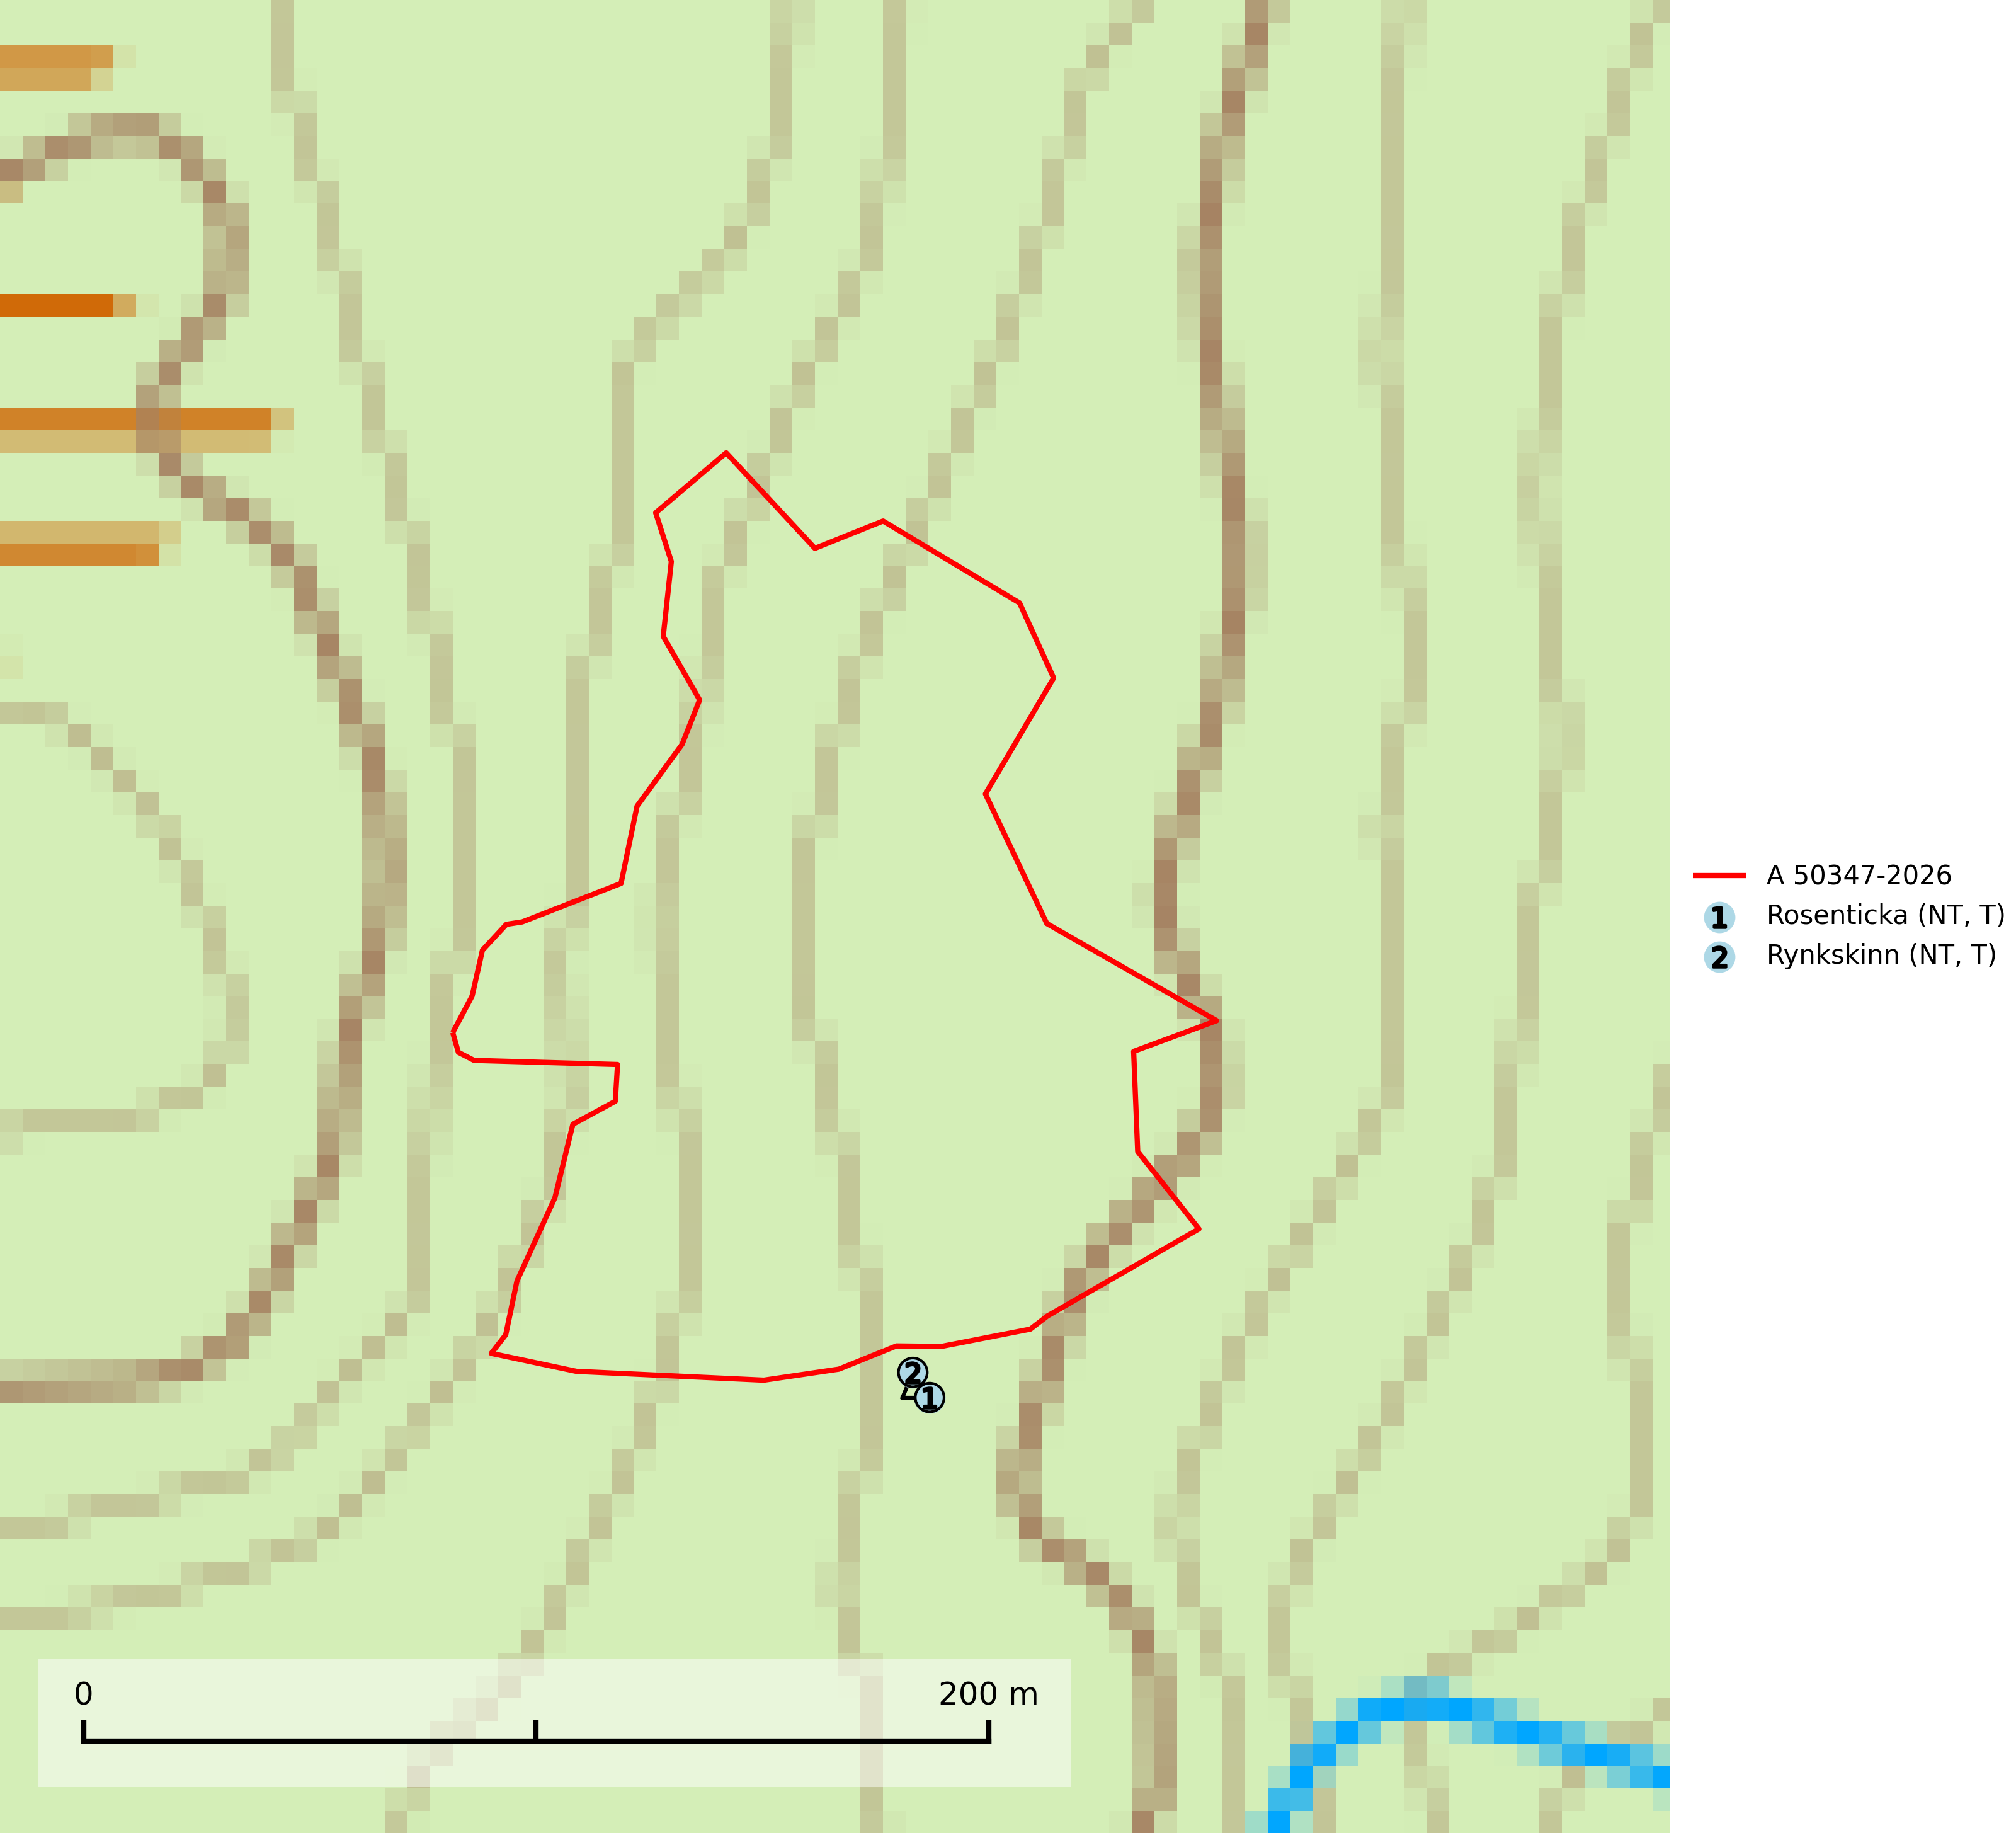 A 50347-2026
1 Rosenticka (NT, T)
2 Rynkskinn (NT, T)
2
1
0 200 m